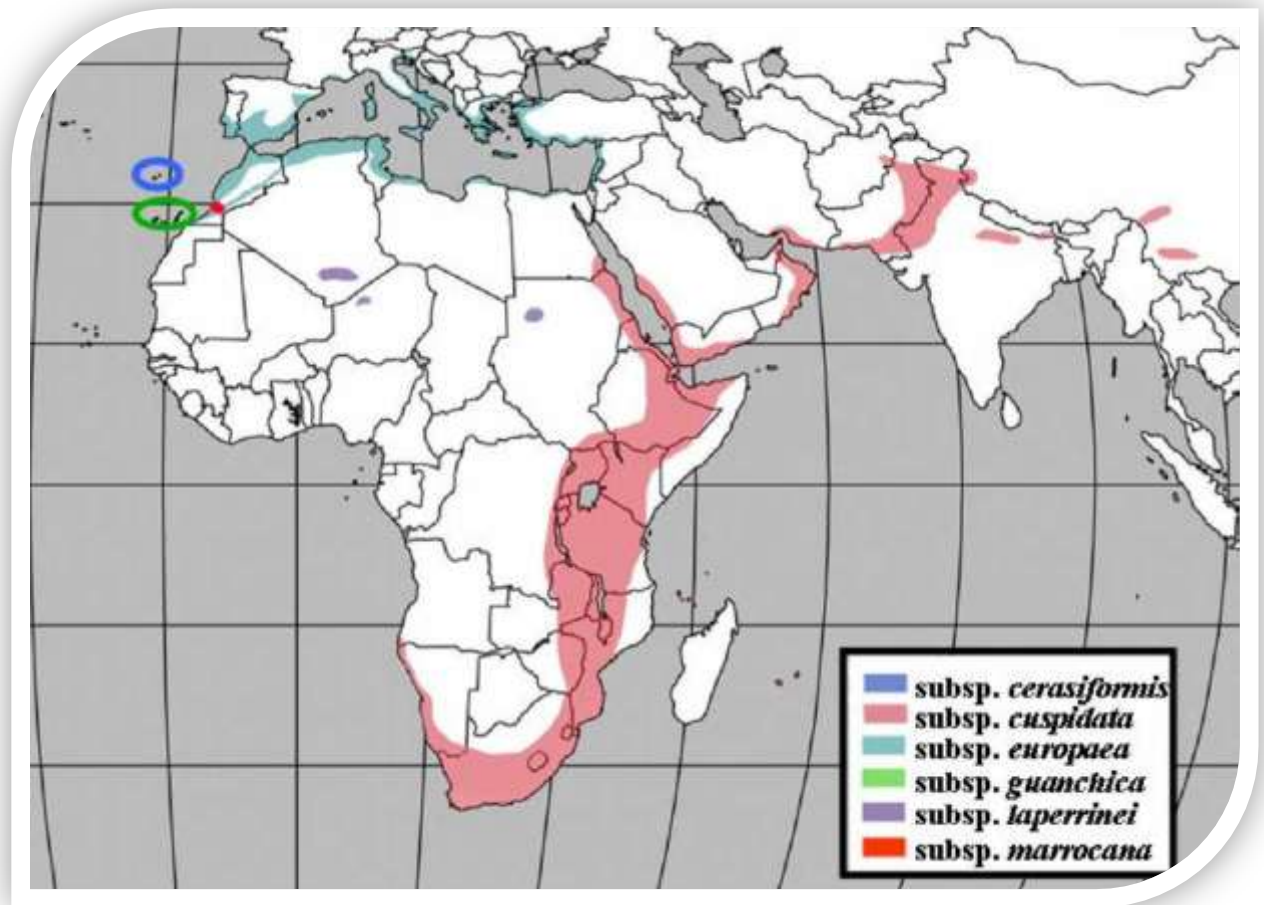 subsp. cerasiformis
subsp. cuspidata
subsp. europaea
subsp. guanchica
subsp. laperrinei
subsp. marrocana